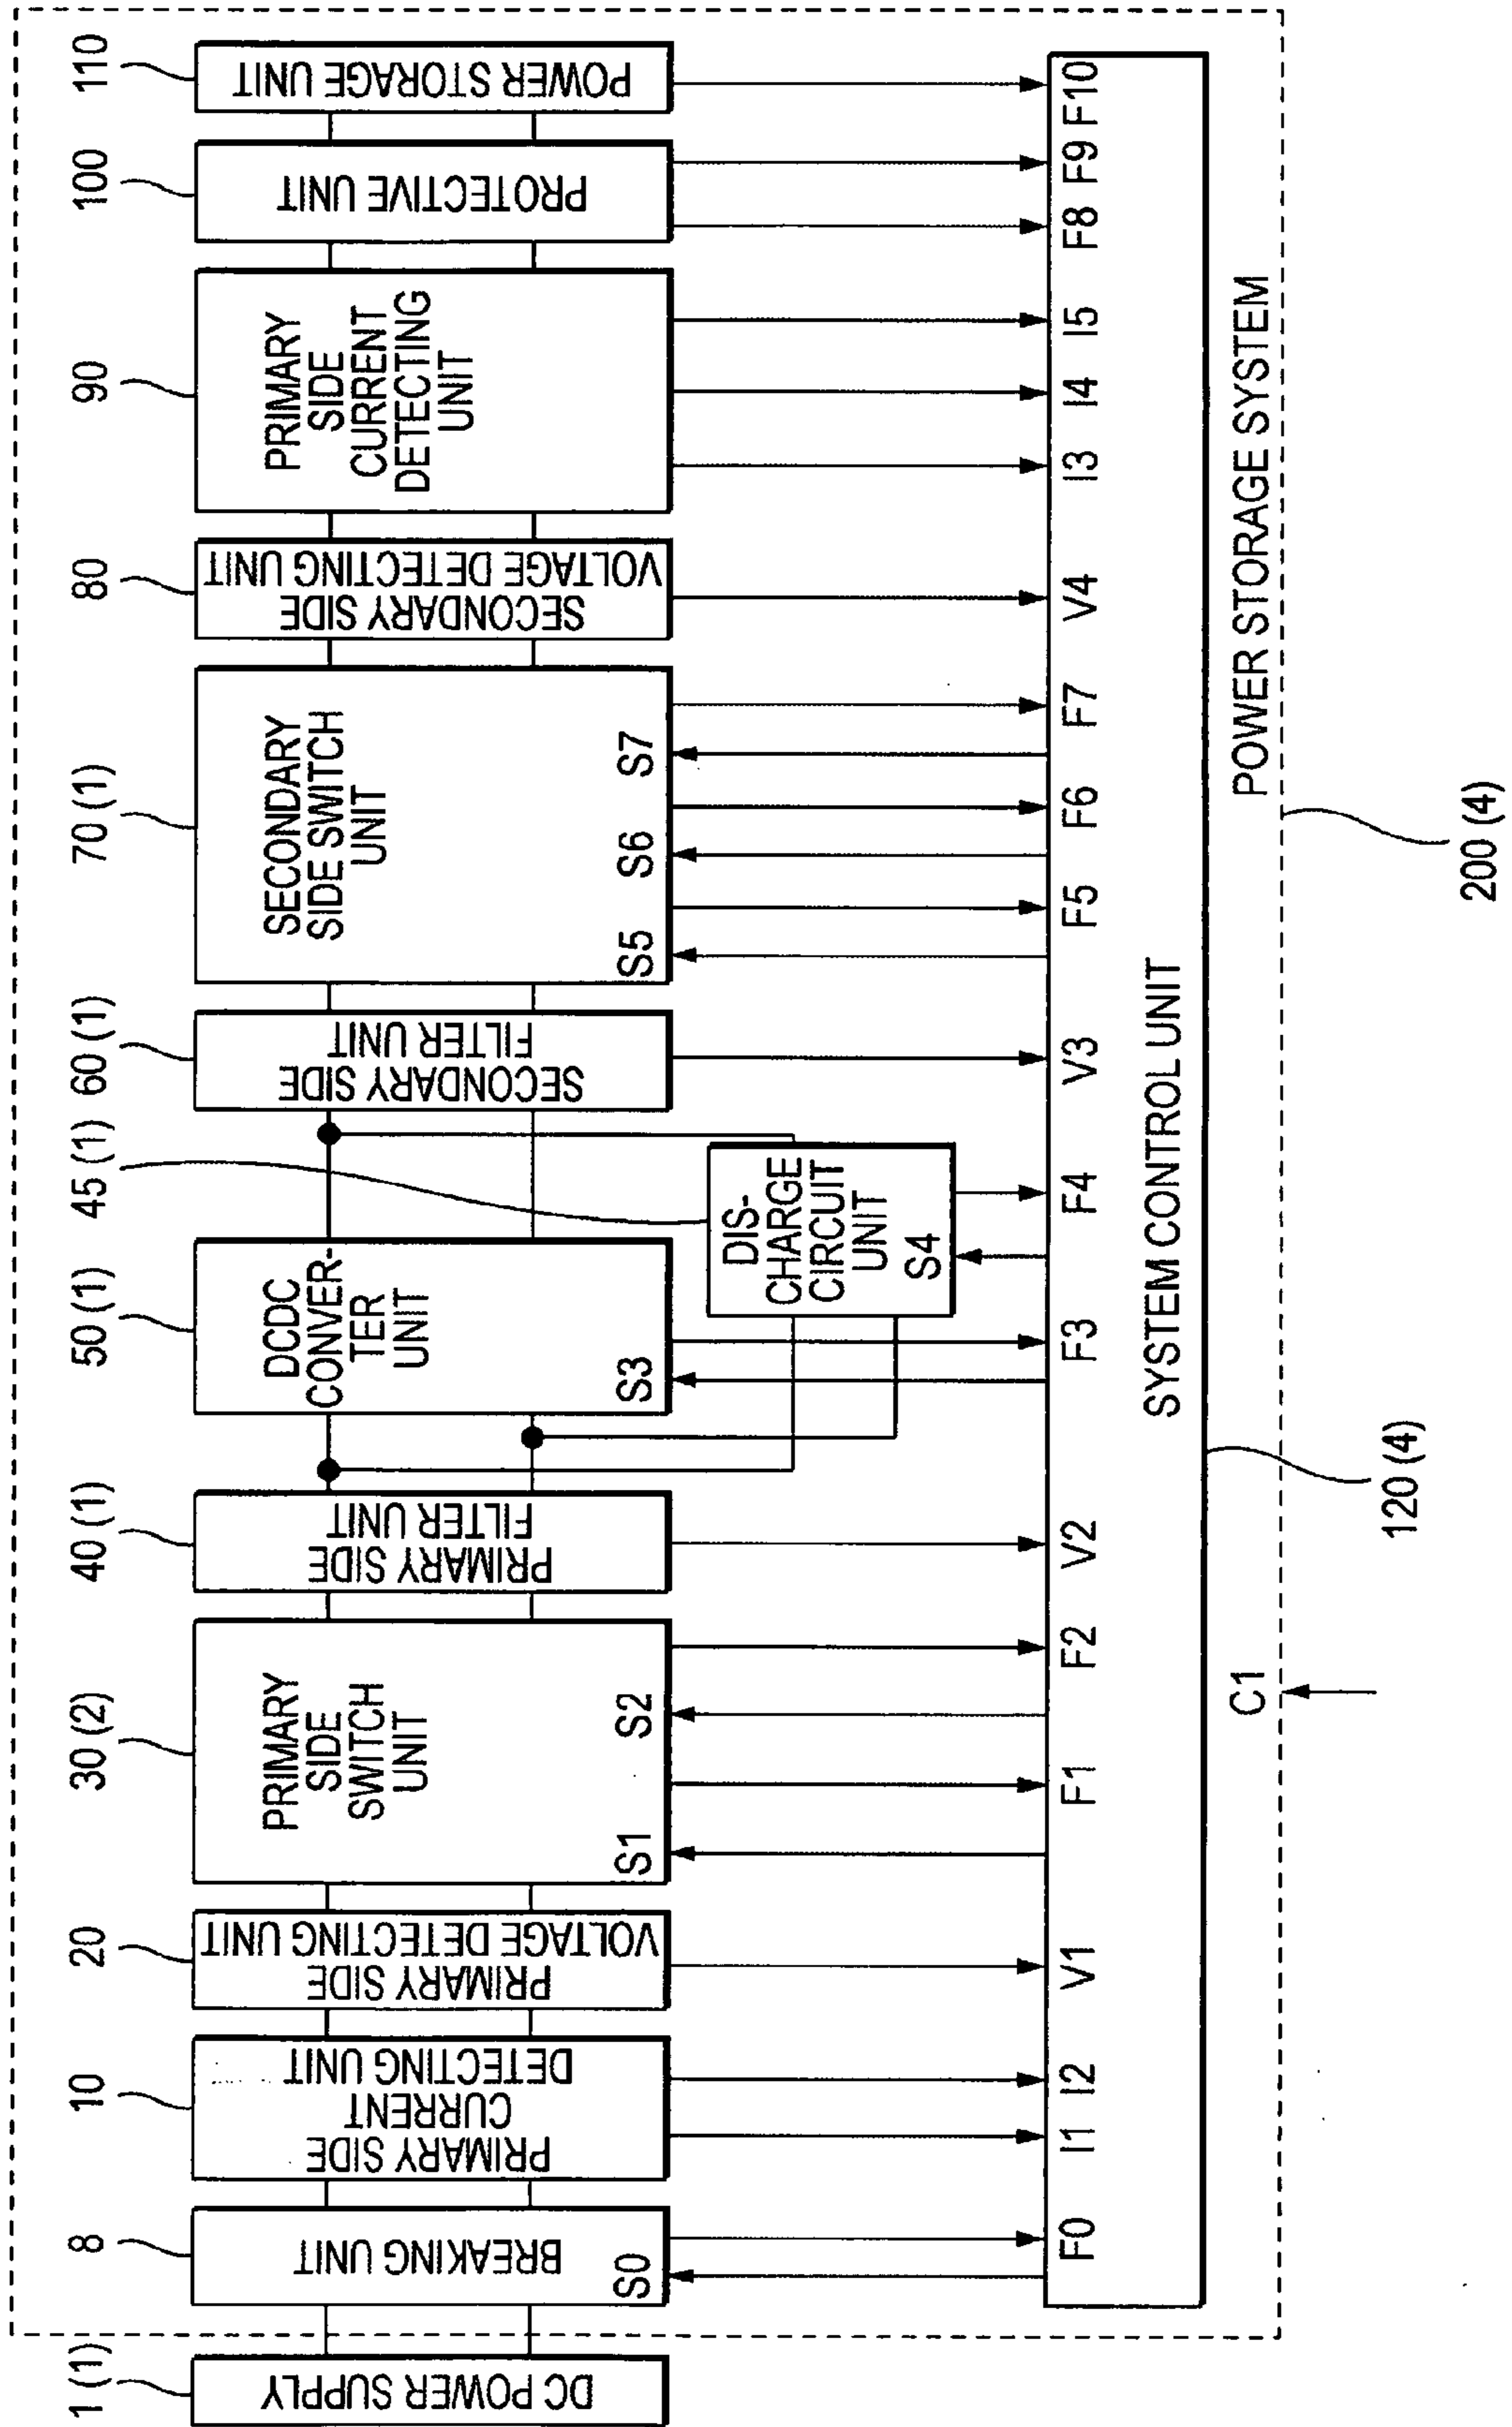 1 (1)
8
10
20
30 (2)
40 (1)
50 (1)
45 (1)
60 (1)
70 (1)
80
90
100
110
DC POWER SUPPLY
BREAKING UNIT
S0
PRIMARY SIDE
CURRENT
DETECTING UNIT
PRIMARY SIDE
VOLTAGE DETECTING UNIT
PRIMARY
SIDE
SWITCH
UNIT
S1
S2
PRIMARY SIDE
FILTER UNIT
DCDC
CONVER-
TER
UNIT
S3
DIS-
CHARGE
CIRCUIT
UNIT
S4
SECONDARY SIDE
FILTER UNIT
SECONDARY
SIDE SWITCH
UNIT
S5
S6
S7
SECONDARY SIDE
VOLTAGE DETECTING UNIT
PRIMARY
SIDE
CURRENT
DETECTING
UNIT
PROTECTIVE UNIT
POWER STORAGE UNIT
F0
I1
I2
V1
F1
F2
V2
F3
F4
V3
F5
F6
F7
V4
I3
I4
I5
F8
F9
F10
SYSTEM CONTROL UNIT
C1
POWER STORAGE SYSTEM
120 (4)
200 (4)